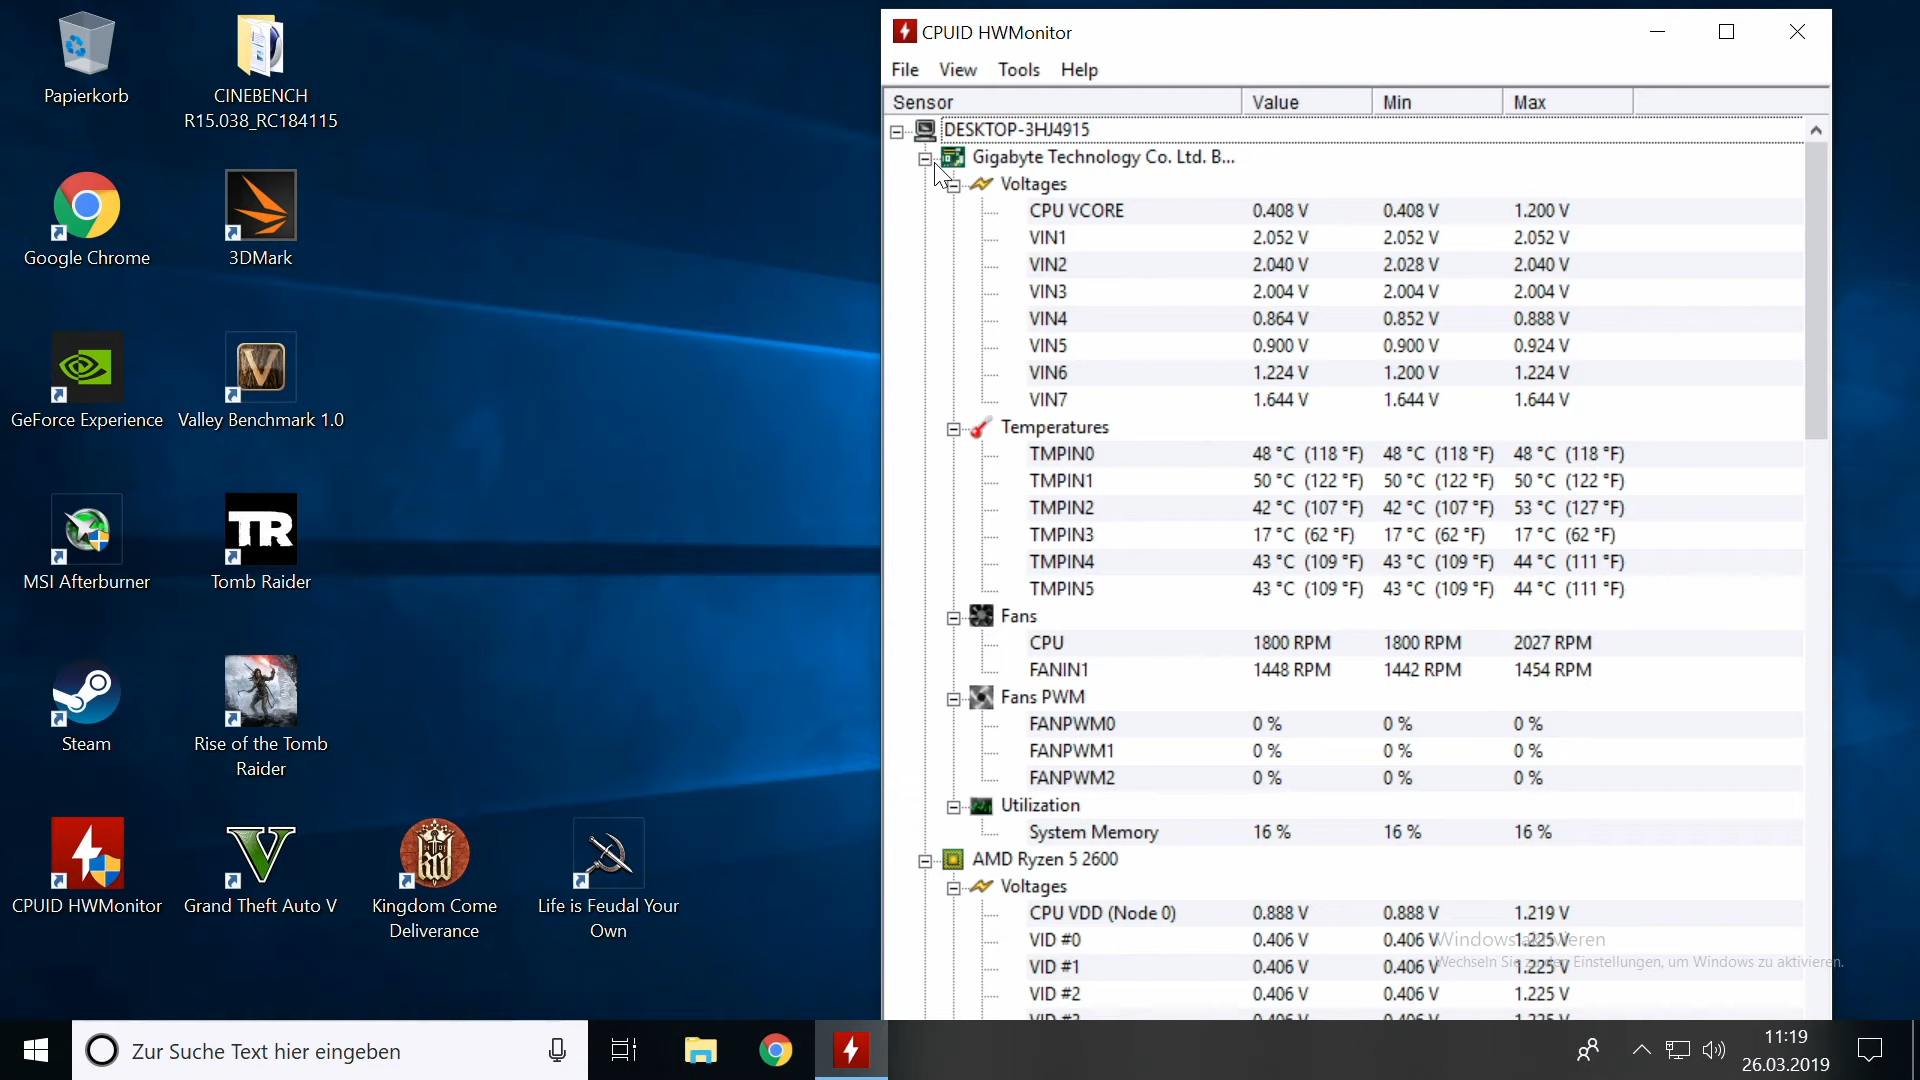 Papierkorb
CINEBENCH
R15.038_RC184115
Google Chrome
3DMark
GeForce Experience
Valley Benchmark 1.0
MSI Afterburner
TR
Tomb Raider
Steam
Rise of the Tomb
Raider
CPUID HWMonitor
Grand Theft Auto V
Kingdom Come
Deliverance
Life is Feudal Your
Own
CPUID HWMonitor
File View Tools Help
Sensor Value Min Max
DESKTOP-3HJ4915
Gigabyte Technology Co. Ltd. B...
Voltages
CPU VCORE 0.408 V 0.408 V 1.200 V
VIN1 2.052 V 2.052 V 2.052 V
VIN2 2.040 V 2.028 V 2.040 V
VIN3 2.004 V 2.004 V 2.004 V
VIN4 0.864 V 0.852 V 0.888 V
VIN5 0.900 V 0.900 V 0.924 V
VIN6 1.224 V 1.200 V 1.224 V
VIN7 1.644 V 1.644 V 1.644 V
Temperatures
TMPIN0 48 °C (118 °F) 48 °C (118 °F) 48 °C (118 °F)
TMPIN1 50 °C (122 °F) 50 °C (122 °F) 50 °C (122 °F)
TMPIN2 42 °C (107 °F) 42 °C (107 °F) 53 °C (127 °F)
TMPIN3 17 °C (62 °F) 17 °C (62 °F) 17 °C (62 °F)
TMPIN4 43 °C (109 °F) 43 °C (109 °F) 44 °C (111 °F)
TMPIN5 43 °C (109 °F) 43 °C (109 °F) 44 °C (111 °F)
Fans
CPU 1800 RPM 1800 RPM 2027 RPM
FANIN1 1448 RPM 1442 RPM 1454 RPM
Fans PWM
FANPWM0 0 % 0 % 0 %
FANPWM1 0 % 0 % 0 %
FANPWM2 0 % 0 % 0 %
Utilization
System Memory 16 % 16 % 16 %
AMD Ryzen 5 2600
Voltages
CPU VDD (Node 0) 0.888 V 0.888 V 1.219 V
VID #0 0.406 V 0.406 V 1.225 V
VID #1 0.406 V 0.406 V 1.225 V
VID #2 0.406 V 0.406 V 1.225 V
Windows aktivieren
Wechseln Sie zu den Einstellungen, um Windows zu aktivieren.
Zur Suche Text hier eingeben
11:19
26.03.2019